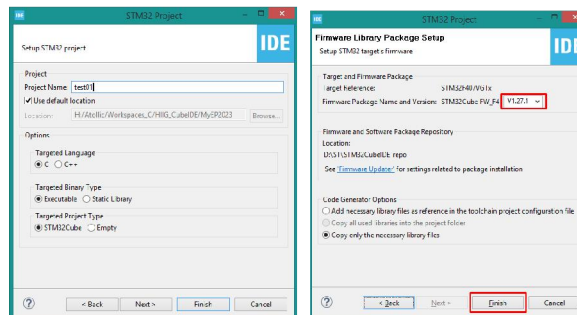 IDE STM32 Project
Setup STM32 project
IDE
Project
Project Name: test01
Use default location
Location: H:/Atollic/Workspaces_C/HIIG_CubeIDE/MyEP2023 Browse...
Options
Targeted Language
C C++
Targeted Binary Type
Executable Static Library
Targeted Project Type
STM32Cube Empty
? < Back Next > Finish Cancel
IDE STM32 Project
Firmware Library Package Setup
Setup STM32 target's firmware
IDE
Target and Firmware Package
Target Reference: STM32F407VGTx
Firmware Package Name and Version: STM32Cube FW_F4 V1.27.1
Firmware and Software Package Repository
Location:
D:\ST\STM32CubeIDE repo
See 'Firmware Updater' for settings related to package installation
Code Generator Options
Add necessary library files as reference in the toolchain project configuration file
Copy all used libraries into the project folder
Copy only the necessary library files
? < Back Next > Finish Cancel